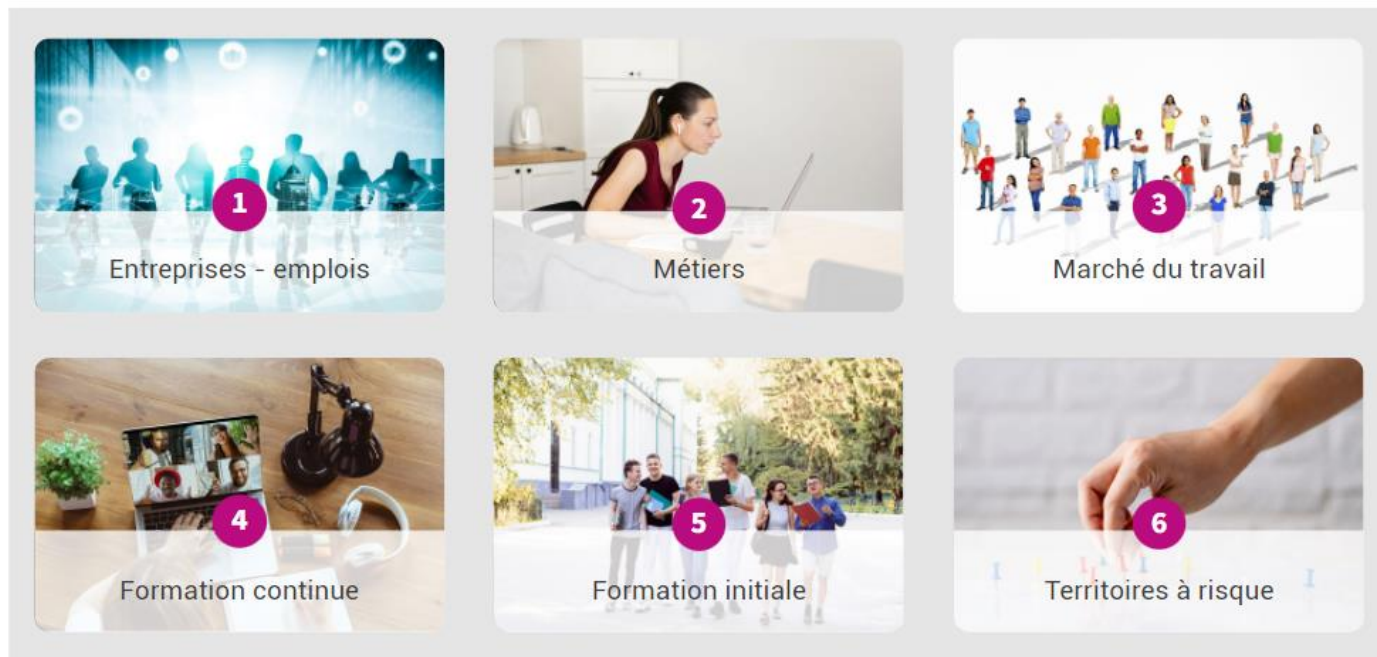 1
Entreprises - emplois
2
Métiers
3
Marché du travail
4
Formation continue
5
Formation initiale
6
Territoires à risque